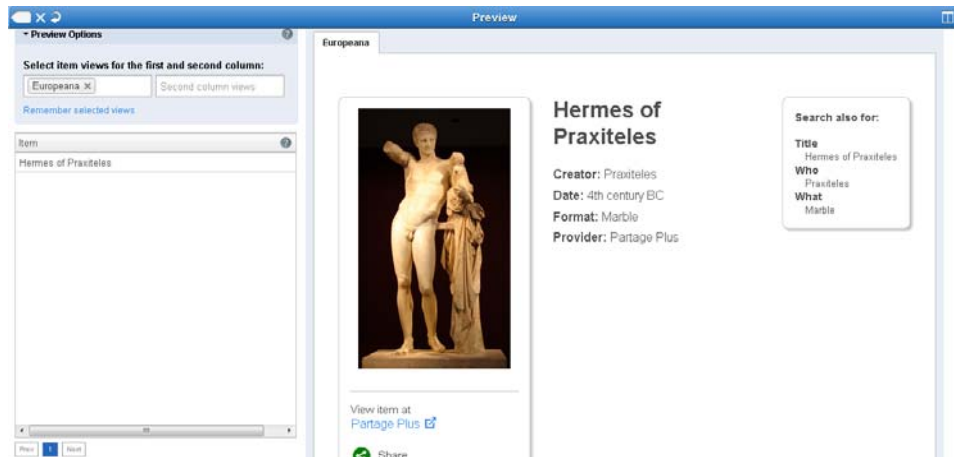 Preview
Preview Options
Select item views for the first and second column:
Europeana ×
Second column views
Remember selected views
Item
Hermes of Praxiteles
Prev 1 Next
Europeana
View item at
Partage Plus
Share
Hermes of
Praxiteles
Creator: Praxiteles
Date: 4th century BC
Format: Marble
Provider: Partage Plus
Search also for:
Title
Hermes of Praxiteles
Who
Praxiteles
What
Marble